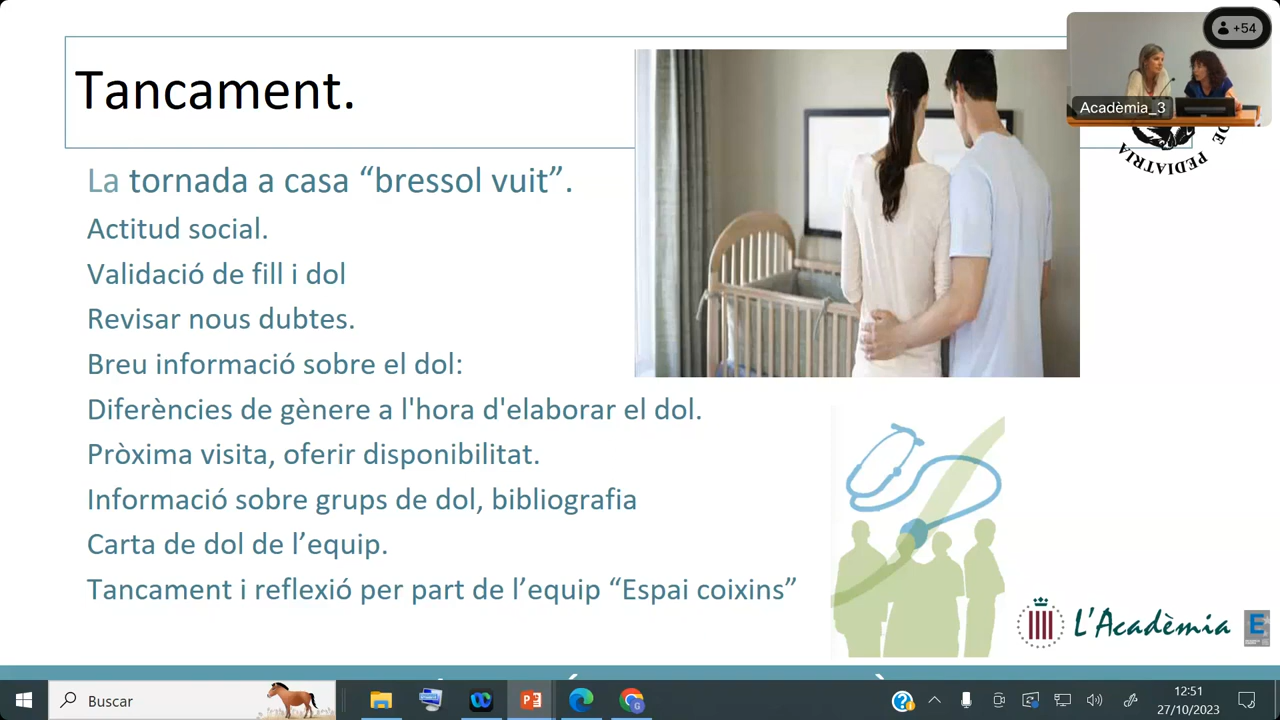 +54
Acadèmia_3
Tancament.
DE PEDIATRIA
La tornada a casa “bressol vuit”.
Actitud social.
Validació de fill i dol
Revisar nous dubtes.
Breu informació sobre el dol:
Diferències de gènere a l'hora d'elaborar el dol.
Pròxima visita, oferir disponibilitat.
Informació sobre grups de dol, bibliografia
Carta de dol de l’equip.
Tancament i reflexió per part de l’equip “Espai coixins”
L'Acadèmia
E
Buscar
12:51
27/10/2023